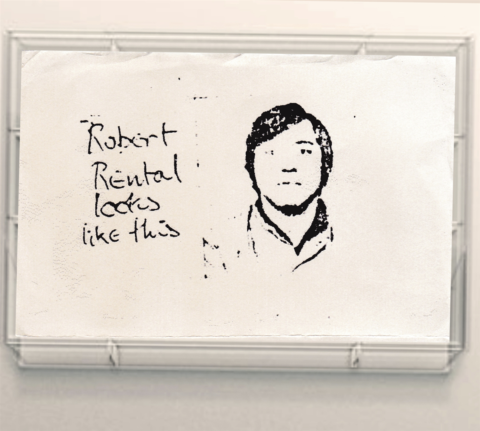 Robert
Rental
looks
like this